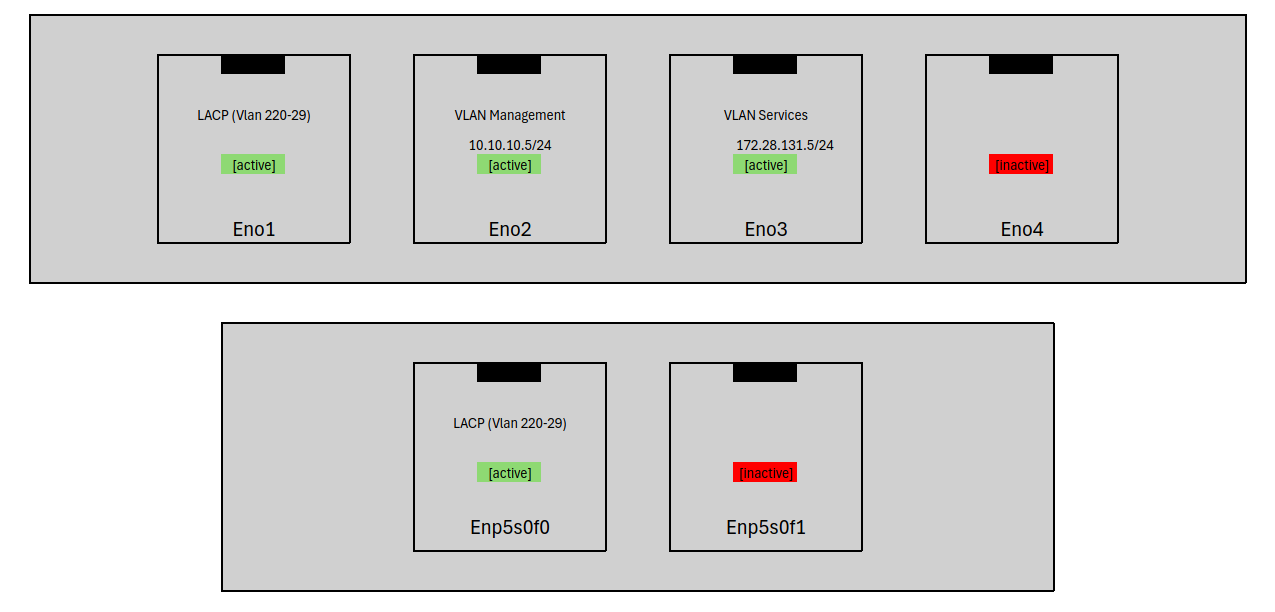 LACP (Vlan 220-29)
[active]
Eno1
VLAN Management
10.10.10.5/24
[active]
Eno2
VLAN Services
172.28.131.5/24
[active]
Eno3
[inactive]
Eno4
LACP (Vlan 220-29)
[active]
Enp5s0f0
[inactive]
Enp5s0f1